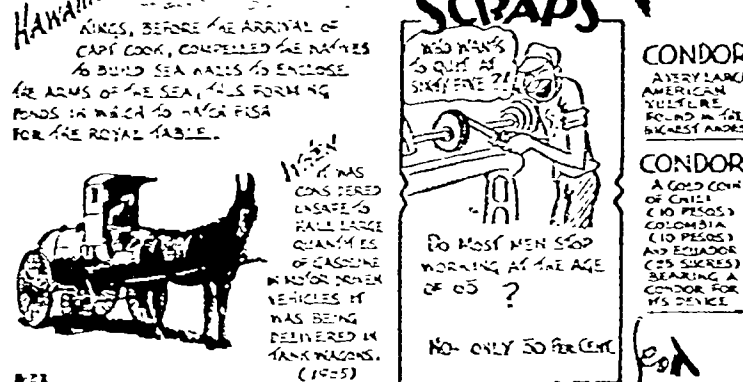 HAWAII
KINGS, BEFORE THE ARRIVAL OF
CAPT COOK, COMPELLED THE NATIVES
TO BUILD SEA WALLS TO ENCLOSE
THE ARMS OF THE SEA, THUS FORMING
PONDS IN WHICH TO FISH
FOR THE ROYAL TABLE.
WHEN
IT WAS
CONSIDERED
UNSAFE TO
HAUL LARGE
QUANTITIES
OF GASOLINE
IN MOTOR DRIVEN
VEHICLES IT
WAS BEING
DELIVERED IN
TANK WAGONS.
SCRAPS
WHO WANTS
TO QUIT AT
SIXTY FIVE ?!
DO MOST MEN STOP
WORKING AT THE AGE
OF 65 ?
NO- ONLY 50 PER CENT
CONDOR
A VERY LARGE
AMERICAN
VULTURE
FOUND IN THE
HIGHEST ANDES
CONDOR
A GOLD COIN
OF CHILI
(10 PESOS)
COLOMBIA
(10 PESOS)
AND ECUADOR
(25 SUCRES)
BEARING A
CONDOR FOR
ITS DEVICE